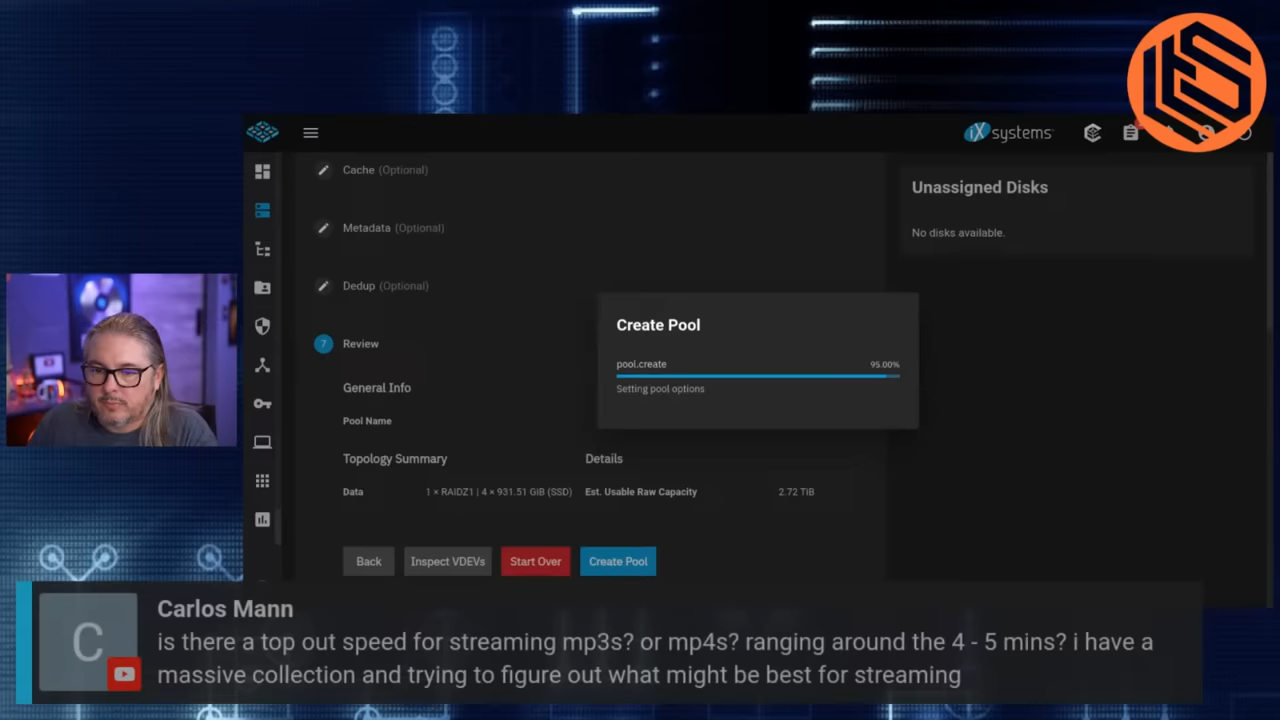 iXsystems
Cache (Optional)
Unassigned Disks
Metadata (Optional)
No disks available.
Dedup (Optional)
Create Pool
7 Review
pool.create 95.00%
Setting pool options
General Info
Pool Name
Topology Summary Details
Data 1 × RAIDZ1 | 4 × 931.51 GiB (SSD) Est. Usable Raw Capacity 2.72 TiB
Back Inspect VDEVs Start Over Create Pool
C
Carlos Mann
is there a top out speed for streaming mp3s? or mp4s? ranging around the 4 - 5 mins? i have a
massive collection and trying to figure out what might be best for streaming